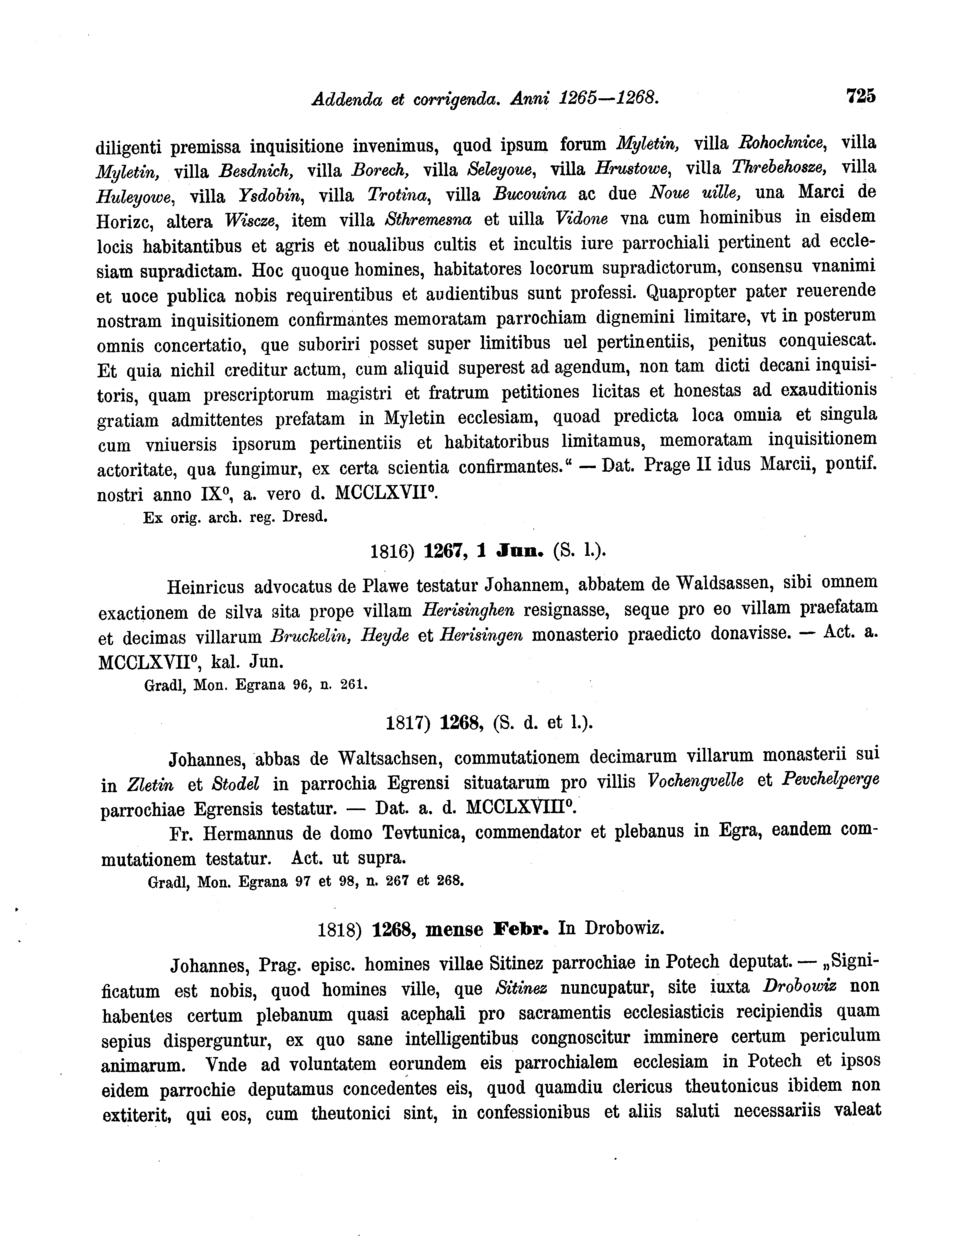 Addenda et corrigenda. Anni 1265—1268. 725
diligenti premissa inquisitione invenimus, quod ipsum forum Myletin, villa Rohochnice, villa
Myletin, villa Besdnich, villa Borech, villa Seleyoue, villa Hrustowe, villa Threbehosze, villa
Huleyowe, villa Ysdobin, villa Trotina, villa Bucouina ac due Noue uille, una Marci de
Horizc, altera Wiscze, item villa Sthremesna et uilla Vidone vna cum hominibus in eisdem
locis habitantibus et agris et noualibus cultis et incultis iure parrochiali pertinent ad eccle-
siam supradictam. Hoc quoque homines, habitatores locorum supradictorum, consensu vnanimi
et uoce publica nobis requirentibus et audientibus sunt professi. Quapropter pater reuerende
nostram inquisitionem confirmantes memoratam parrochiam dignemini limitare, vt in posterum
omnis concertatio, que suboriri posset super limitibus uel pertinentiis, penitus conquiescat.
Et quia nichil creditur actum, cum aliquid superest ad agendum, non tam dicti decani inquisi-
toris, quam prescriptorum magistri et fratrum petitiones licitas et honestas ad exauditionis
gratiam admittentes prefatam in Myletin ecclesiam, quoad predicta loca omnia et singula
cum vniuersis ipsorum pertinentiis et habitatoribus limitamus, memoratam inquisitionem
actoritate, qua fungimur, ex certa scientia confirmantes.“ — Dat. Prage II idus Marcii, pontif.
nostri anno IX⁰, a. vero d. MCCLXVII⁰.
Ex orig. arch. reg. Dresd.
1816) 1267, 1 Jun. (S. l.).
Heinricus advocatus de Plawe testatur Johannem, abbatem de Waldsassen, sibi omnem
exactionem de silva sita prope villam Herisinghen resignasse, seque pro eo villam praefatam
et decimas villarum Bruckelin, Heyde et Herisingen monasterio praedicto donavisse. — Act. a.
MCCLXVII⁰, kal. Jun.
Gradl, Mon. Egrana 96, n. 261.
1817) 1268, (S. d. et l.).
Johannes, abbas de Waltsachsen, commutationem decimarum villarum monasterii sui
in Zletin et Stodel in parrochia Egrensi situatarum pro villis Vochengvelle et Pevchelperge
parrochiae Egrensis testatur. — Dat. a. d. MCCLXVIII⁰.
Fr. Hermannus de domo Tevtunica, commendator et plebanus in Egra, eandem com-
mutationem testatur. Act. ut supra.
Gradl, Mon. Egrana 97 et 98, n. 267 et 268.
1818) 1268, mense Febr. In Drobowiz.
Johannes, Prag. episc. homines villae Sitinez parrochiae in Potech deputat. — „Signi-
ficatum est nobis, quod homines ville, que Sitinez nuncupatur, site iuxta Drobowiz non
habentes certum plebanum quasi acephali pro sacramentis ecclesiasticis recipiendis quam
sepius disperguntur, ex quo sane intelligentibus congnoscitur imminere certum periculum
animarum. Vnde ad voluntatem eorundem eis parrochialem ecclesiam in Potech et ipsos
eidem parrochie deputamus concedentes eis, quod quamdiu clericus theutonicus ibidem non
extiterit, qui eos, cum theutonici sint, in confessionibus et aliis saluti necessariis valeat